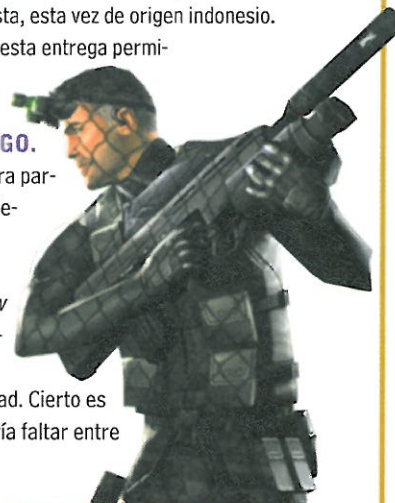 sta, esta vez de origen indonesio.
esta entrega permi-
GO.
ra par-
e-
ad. Cierto es
ía faltar entre